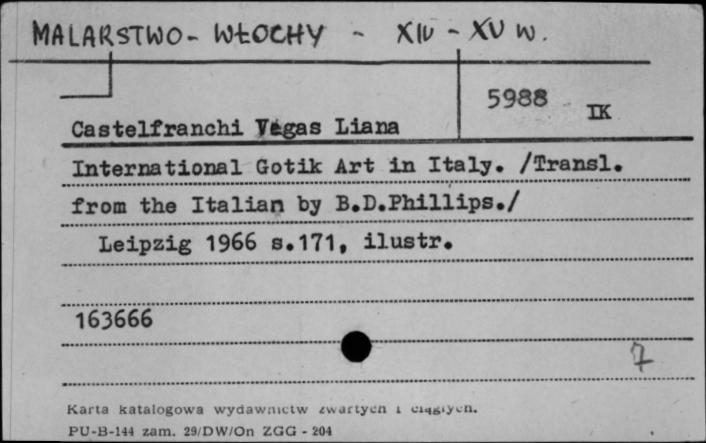 MALARSTWO - WŁOCHY - XIV - XV W.
5988 IK
Castelfranchi Vegas Liana
International Gotik Art in Italy. /Transl.
from the Italian by B.D.Phillips./
Leipzig 1966 s.171, ilustr.
163666
7
Karta katalogowa wydawnictw zwartych i ciągłych.
PU-B-144 zam. 29/DW/On ZGG - 204